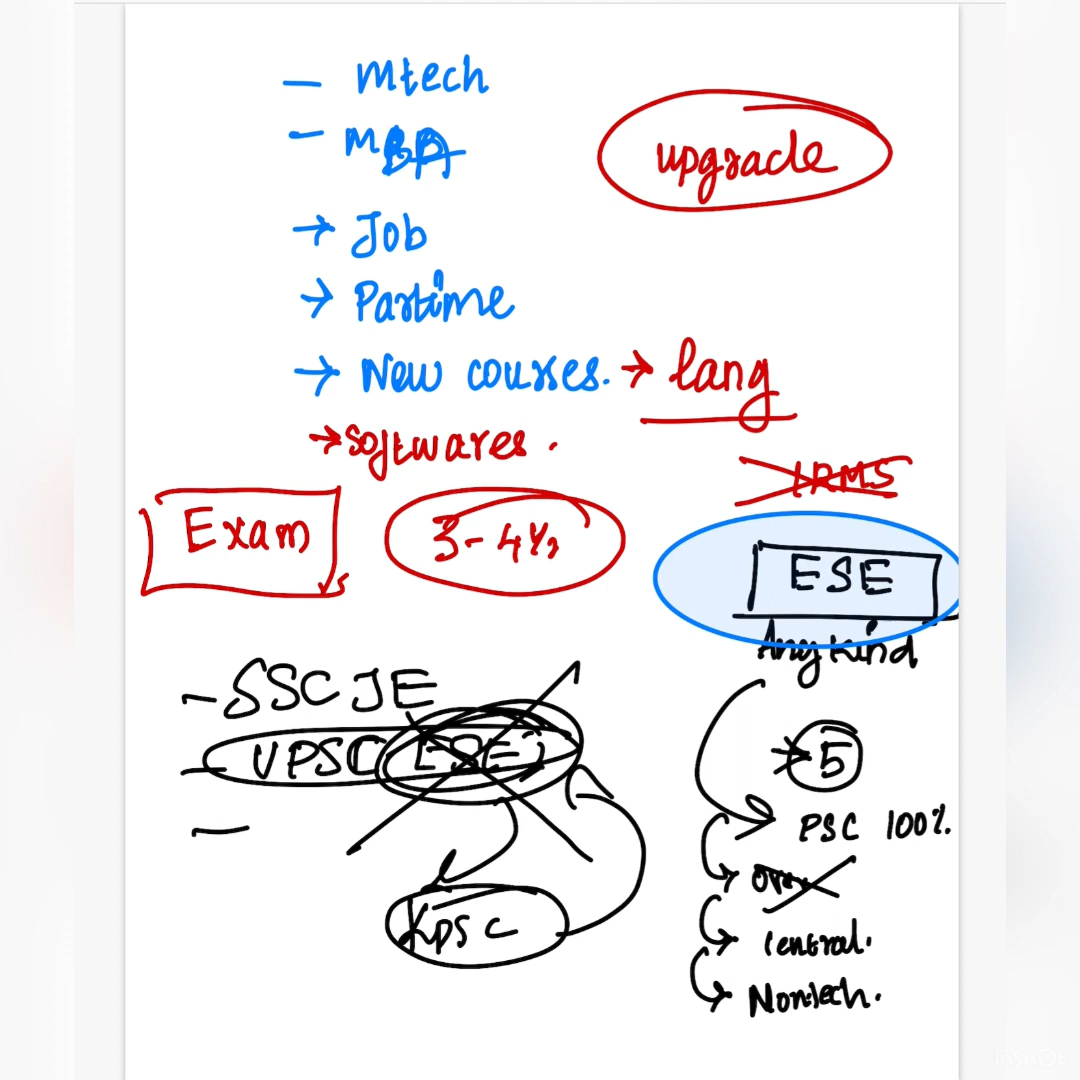 – Mtech
– MBA
upgrade
→ Job
→ Partime
→ New courses. → lang
→ softwares.
IRMS
Exam
3-4 Yrs
ESE
Any kind
– SSC JE
– UPSC (ESE)
–
5
→ PSC 100%.
KPSC
→ Central.
→ Nontech.